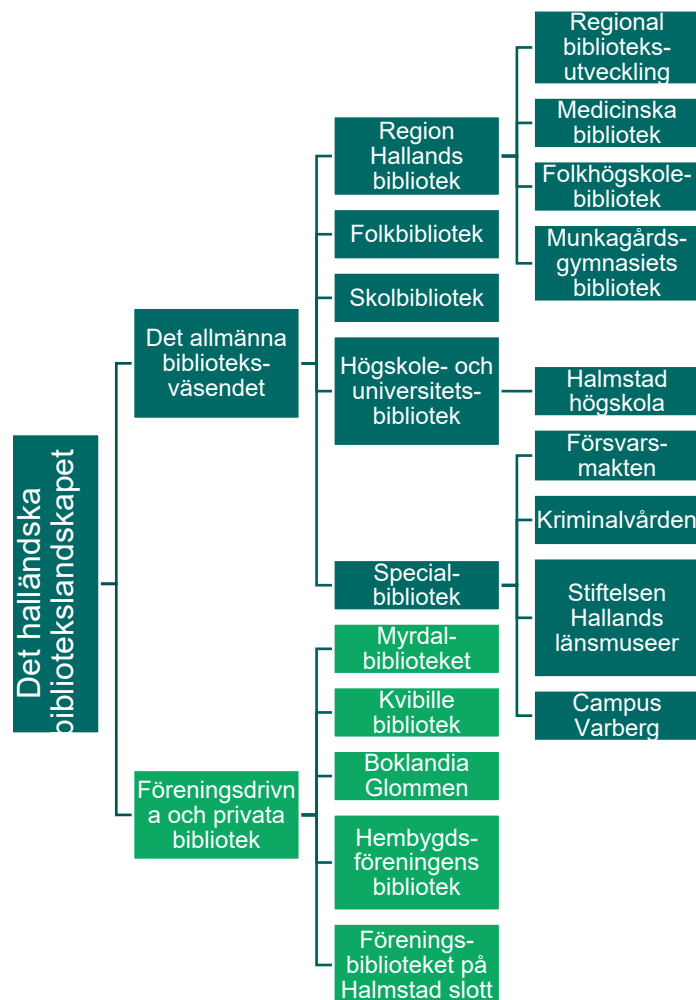 Det halländska
bibliotekslandskapet
Det allmänna
biblioteks-
väsendet
Region
Hallands
bibliotek
Regional
biblioteks-
utveckling
Medicinska
bibliotek
Folkhögskole-
bibliotek
Munkagårds-
gymnasiets
bibliotek
Folkbibliotek
Skolbibliotek
Högskole- och
universitets-
bibliotek
Halmstad
högskola
Special-
bibliotek
Försvars-
makten
Kriminalvården
Stiftelsen
Hallands
länsmuseer
Campus
Varberg
Föreningsdrivn
a och privata
bibliotek
Myrdal-
biblioteket
Kvibille
bibliotek
Boklandia
Glommen
Hembygds-
föreningens
bibliotek
Förenings-
biblioteket på
Halmstad slott